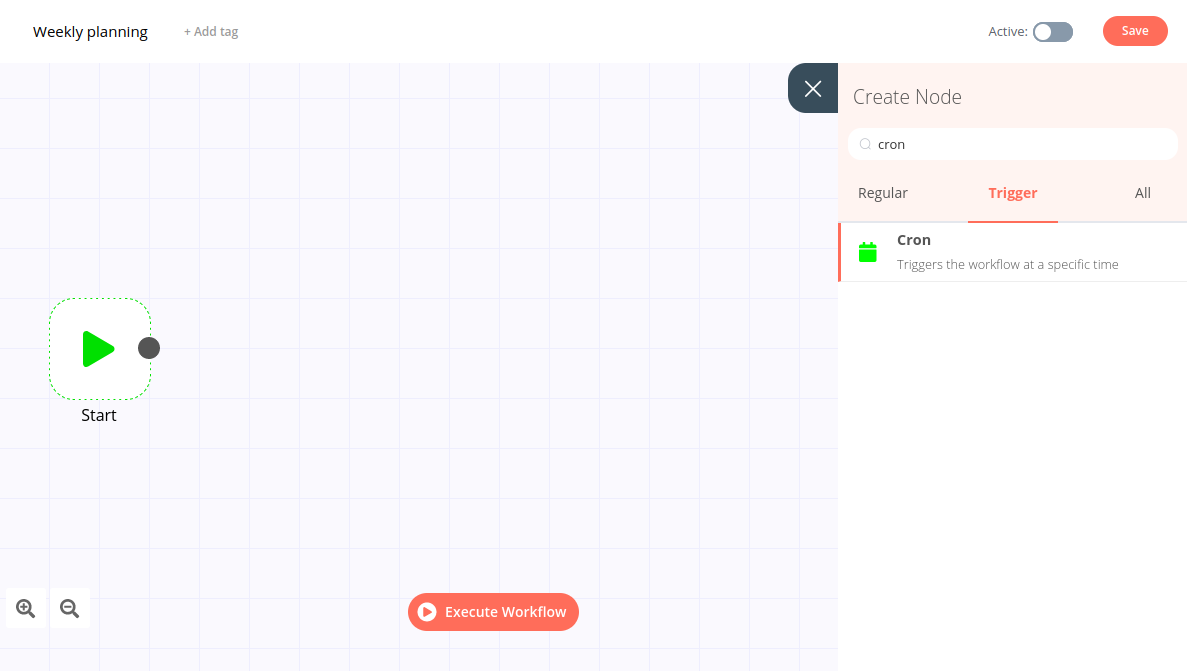 Weekly planning + Add tag Active: Save
Create Node
cron
Regular Trigger All
Cron
Triggers the workflow at a specific time
Start
Execute Workflow